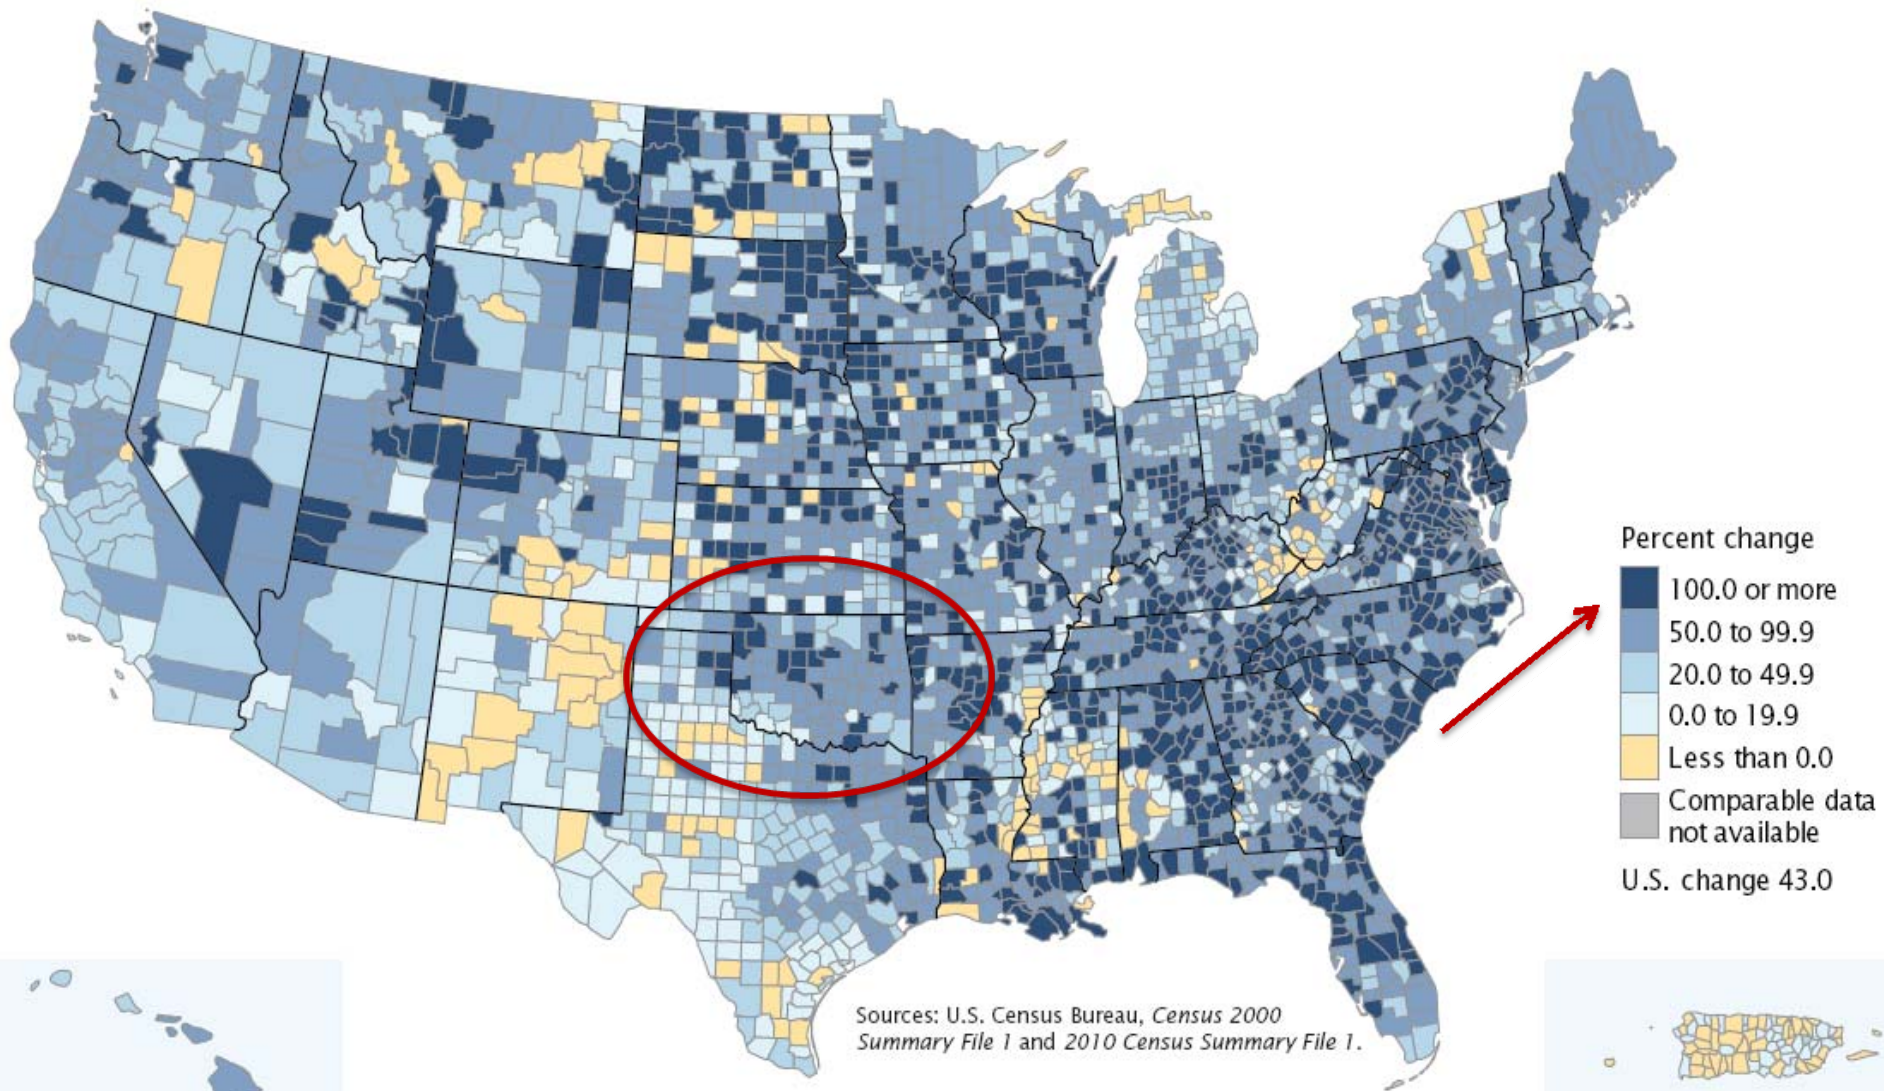 Percent change
100.0 or more
50.0 to 99.9
20.0 to 49.9
0.0 to 19.9
Less than 0.0
Comparable data
not available
U.S. change 43.0
Sources: U.S. Census Bureau, Census 2000
Summary File 1 and 2010 Census Summary File 1.